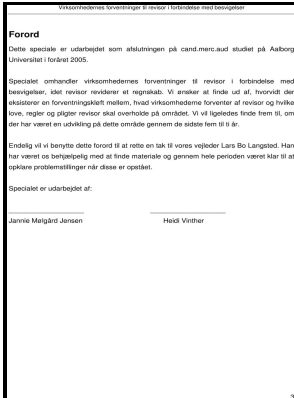 Virksomhedernes forventninger til revisor i forbindelse med besvigelser
Forord
Dette speciale er udarbejdet som afslutningen på cand.merc.aud studiet på Aalborg
Universitet i foråret 2005.
Specialet omhandler virksomhedernes forventninger til revisor i forbindelse med
besvigelser, idet revisor reviderer et regnskab. Vi ønsker at finde ud af, hvorvidt der
eksisterer en forventningskløft mellem, hvad virksomhederne forventer af revisor og hvilke
love, regler og pligter revisor skal overholde på området. Vi vil ligeledes finde frem til, om
der har været en udvikling på dette område gennem de sidste fem til ti år.
Endelig vil vi benytte dette forord til at rette en tak til vores vejleder Lars Bo Langsted. Han
har været os behjælpelig med at finde materiale og gennem hele perioden været klar til at
opklare problemstillinger når disse er opstået.
Specialet er udarbejdet af:
Jannie Mølgård Jensen Heidi Vinther
3